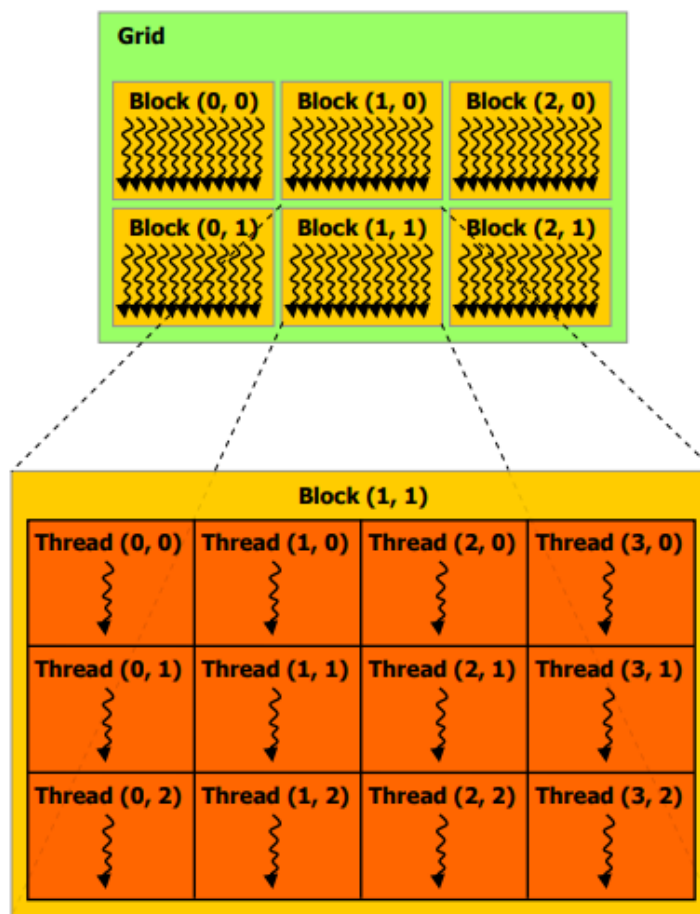 Grid
Block (0, 0) Block (1, 0) Block (2, 0)
Block (0, 1) Block (1, 1) Block (2, 1)
Block (1, 1)
Thread (0, 0) Thread (1, 0) Thread (2, 0) Thread (3, 0)
Thread (0, 1) Thread (1, 1) Thread (2, 1) Thread (3, 1)
Thread (0, 2) Thread (1, 2) Thread (2, 2) Thread (3, 2)